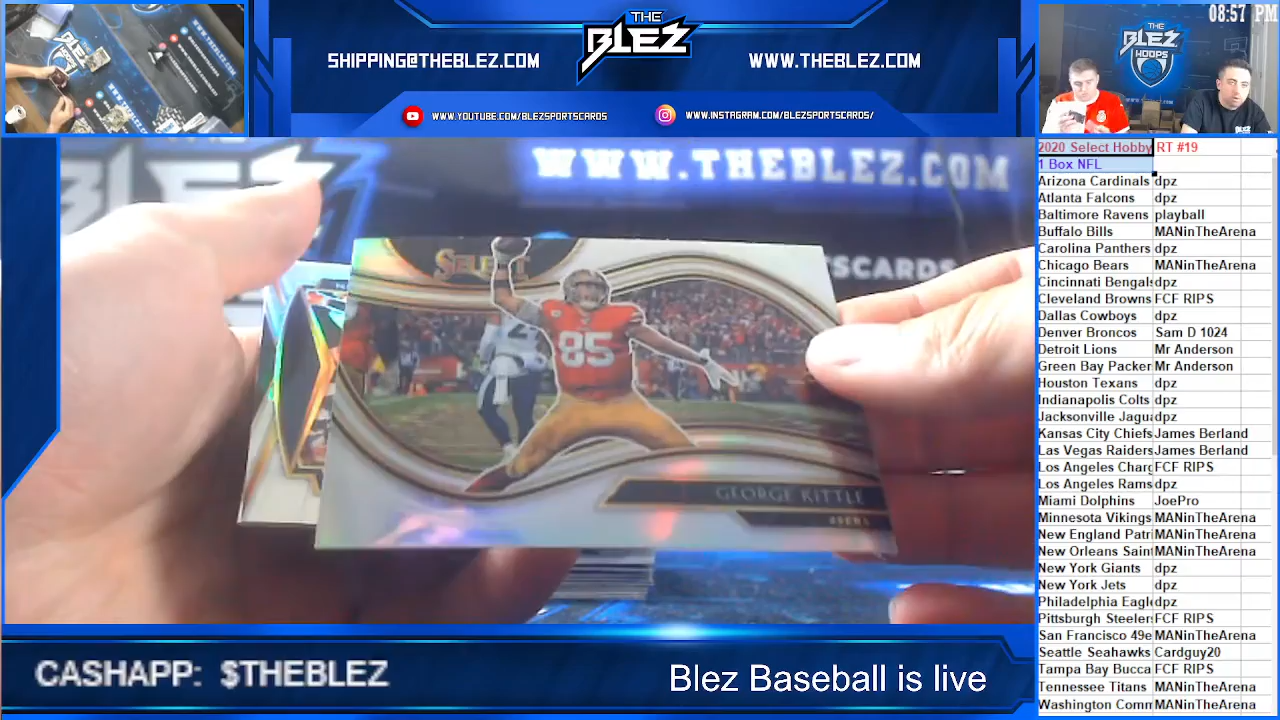 THE
BLEZ
SHIPPING@THEBLEZ.COM
WWW.THEBLEZ.COM
WWW.YOUTUBE.COM/BLEZSPORTSCARDS
WWW.INSTAGRAM.COM/BLEZSPORTSCARDS/
08:57 PM
THE
BLEZ
HOOPS
WWW.THEBLEZ.COM
TSCARDS
SELECT
85
GEORGE KITTLE
49ERS
2020 Select Hobby RT #19
1 Box NFL
Arizona Cardinals dpz
Atlanta Falcons dpz
Baltimore Ravens playball
Buffalo Bills MANinTheArena
Carolina Panthers dpz
Chicago Bears MANinTheArena
Cincinnati Bengals dpz
Cleveland Browns FCF RIPS
Dallas Cowboys dpz
Denver Broncos Sam D 1024
Detroit Lions Mr Anderson
Green Bay Packer Mr Anderson
Houston Texans dpz
Indianapolis Colts dpz
Jacksonville Jagua dpz
Kansas City Chiefs James Berland
Las Vegas Raiders James Berland
Los Angeles Charg FCF RIPS
Los Angeles Rams dpz
Miami Dolphins JoePro
Minnesota Vikings MANinTheArena
New England Patri MANinTheArena
New Orleans Saint MANinTheArena
New York Giants dpz
New York Jets dpz
Philadelphia Eagle dpz
Pittsburgh Steelers FCF RIPS
San Francisco 49e MANinTheArena
Seattle Seahawks Cardguy20
Tampa Bay Bucca FCF RIPS
Tennessee Titans MANinTheArena
Washington Comm MANinTheArena
CASHAPP: $THEBLEZ
Blez Baseball is live